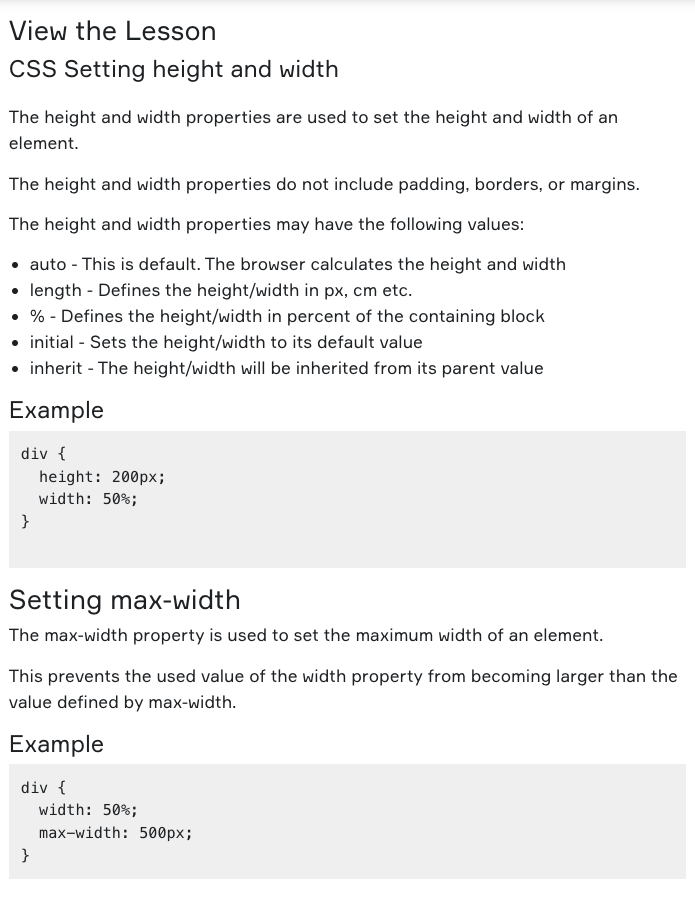 View the Lesson
CSS Setting height and width
The height and width properties are used to set the height and width of an
element.
The height and width properties do not include padding, borders, or margins.
The height and width properties may have the following values:
• auto - This is default. The browser calculates the height and width
• length - Defines the height/width in px, cm etc.
• % - Defines the height/width in percent of the containing block
• initial - Sets the height/width to its default value
• inherit - The height/width will be inherited from its parent value
Example
div {
  height: 200px;
  width: 50%;
}
Setting max-width
The max-width property is used to set the maximum width of an element.
This prevents the used value of the width property from becoming larger than the
value defined by max-width.
Example
div {
  width: 50%;
  max-width: 500px;
}